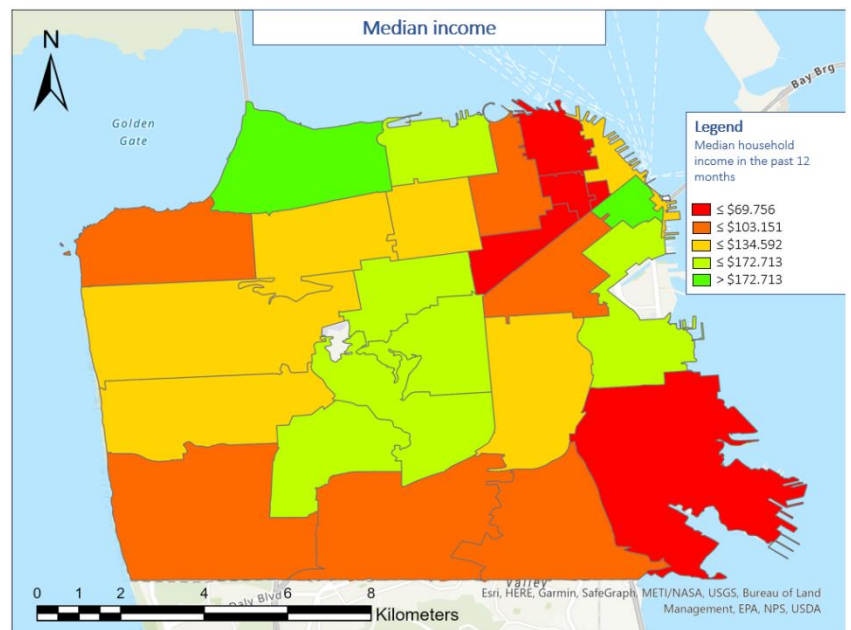 Median income
N
Golden
Gate
Bay Brg
Legend
Median household
income in the past 12
months
≤ $69.756
≤ $103.151
≤ $134.592
≤ $172.713
> $172.713
0 2 4 6 8
Kilometers
Daly Blvd
Valley
Esri, HERE, Garmin, SafeGraph, METI/NASA, USGS, Bureau of Land
Management, EPA, NPS, USDA